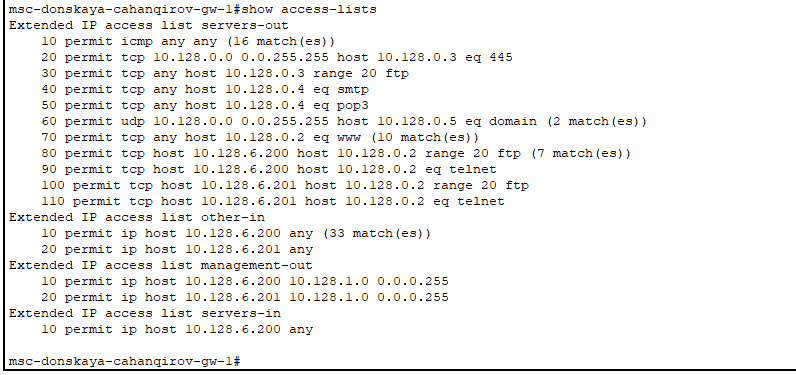 msc-donskaya-cahanqirov-gw-1#show access-lists
Extended IP access list servers-out
10 permit icmp any any (16 match(es))
20 permit tcp 10.128.0.0 0.0.255.255 host 10.128.0.3 eq 445
30 permit tcp any host 10.128.0.3 range 20 ftp
40 permit tcp any host 10.128.0.4 eq smtp
50 permit tcp any host 10.128.0.4 eq pop3
60 permit udp 10.128.0.0 0.0.255.255 host 10.128.0.5 eq domain (2 match(es))
70 permit tcp any host 10.128.0.2 eq www (10 match(es))
80 permit tcp host 10.128.6.200 host 10.128.0.2 range 20 ftp (7 match(es))
90 permit tcp host 10.128.6.200 host 10.128.0.2 eq telnet
100 permit tcp host 10.128.6.201 host 10.128.0.2 range 20 ftp
110 permit tcp host 10.128.6.201 host 10.128.0.2 eq telnet
Extended IP access list other-in
10 permit ip host 10.128.6.200 any (33 match(es))
20 permit ip host 10.128.6.201 any
Extended IP access list management-out
10 permit ip host 10.128.6.200 10.128.1.0 0.0.0.255
20 permit ip host 10.128.6.201 10.128.1.0 0.0.0.255
Extended IP access list servers-in
10 permit ip host 10.128.6.200 any
msc-donskaya-cahanqirov-gw-1#